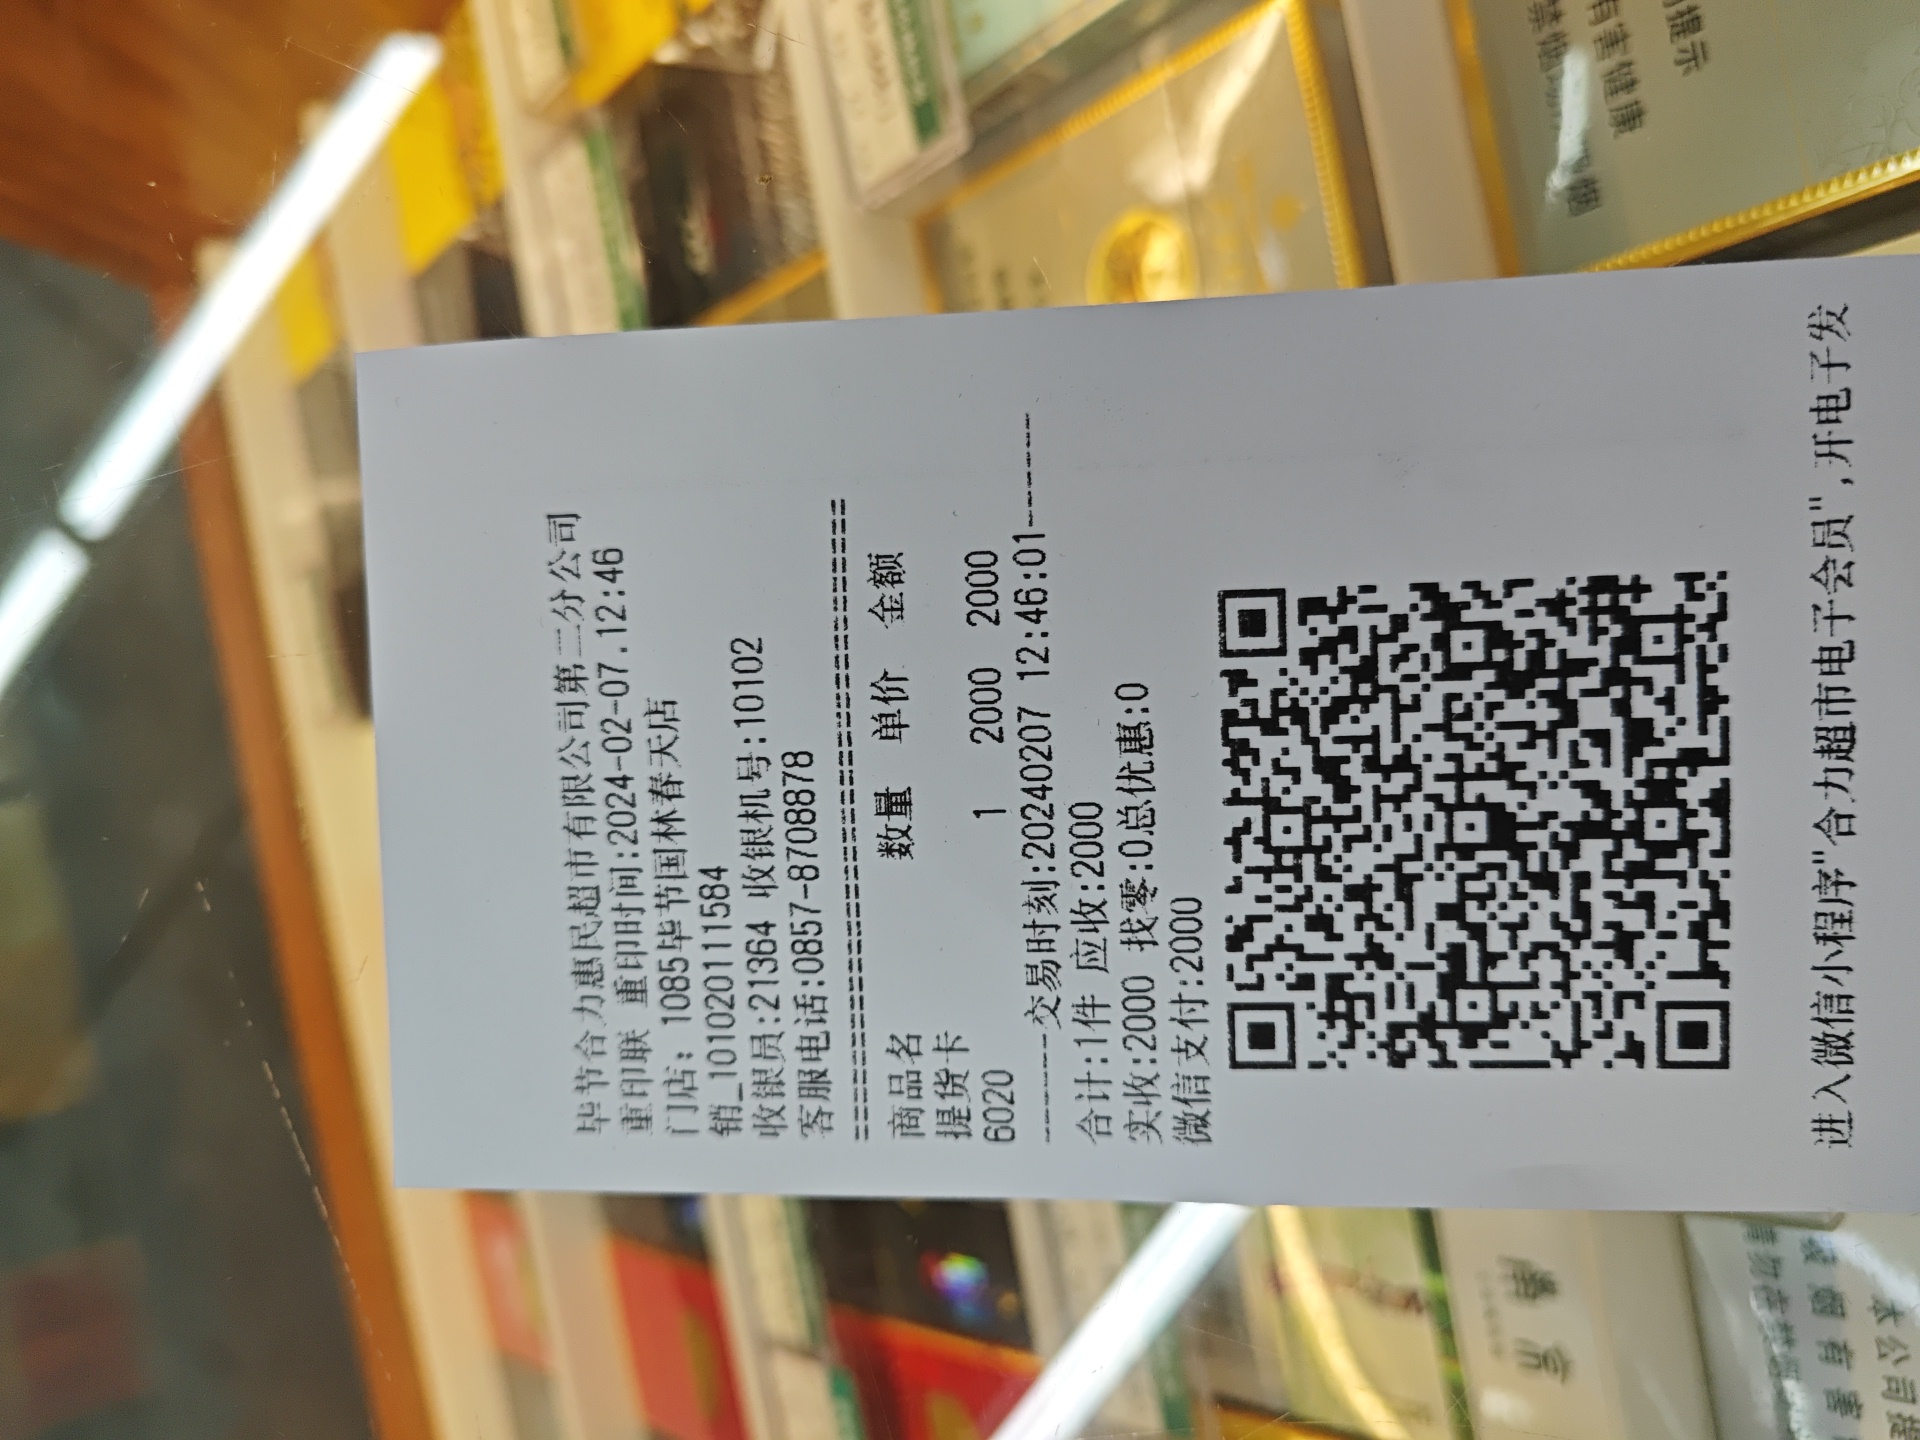 毕节合力惠民超市有限公司第二分公司
重印联 重印时间:2024-02-07.12:46
门店: 1085毕节国林春天店
销_10102011584
收银员:21364 收银机号:10102
客服电话:0857-8708878
商品名 数量 单价 金额
提货卡
6020 1 2000 2000
------交易时刻:20240207 12:46:01------
合计:1件 应收:2000
实收:2000 找零:0总优惠:0
微信支付:2000
进入微信小程序"合力超市电子会员",开电子发
有害健康